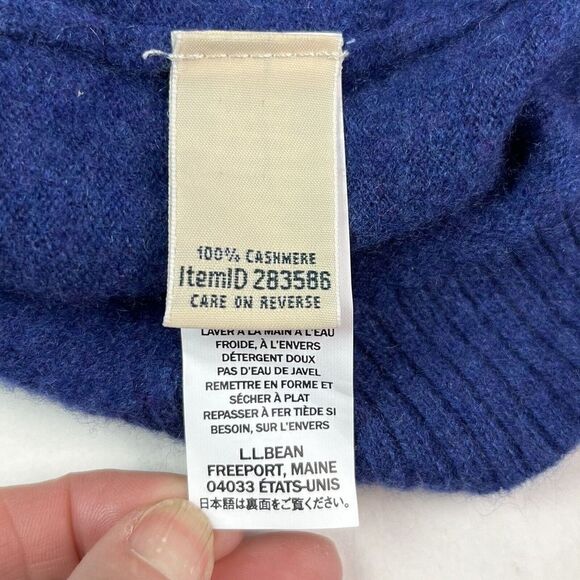 100% CASHMERE
ItemID 283586
CARE ON REVERSE
LAVER À LA MAIN À L'EAU
FROIDE, À L'ENVERS
DÉTERGENT DOUX
PAS D'EAU DE JAVEL
REMETTRE EN FORME ET
SÉCHER À PLAT
REPASSER À FER TIÈDE SI
BESOIN, SUR L'ENVERS
L.L.BEAN
FREEPORT, MAINE
04033 ÉTATS-UNIS
日本語は裏面をご覧ください。